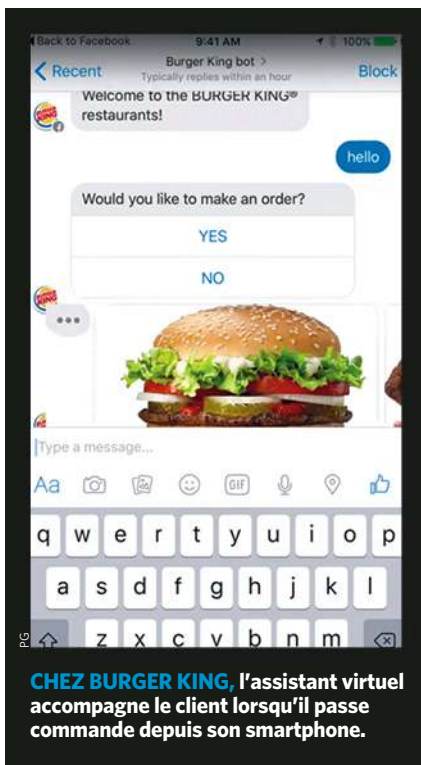 Back to Facebook 9:41 AM 100%
Recent Burger King bot > Block
Typically replies within an hour
Welcome to the BURGER KING®
restaurants!
hello
Would you like to make an order?
YES
NO
Type a message...
Aa GIF
q w e r t y u i o p
a s d f g h j k l
z x c v b n m
PG
CHEZ BURGER KING, l'assistant virtuel
accompagne le client lorsqu'il passe
commande depuis son smartphone.